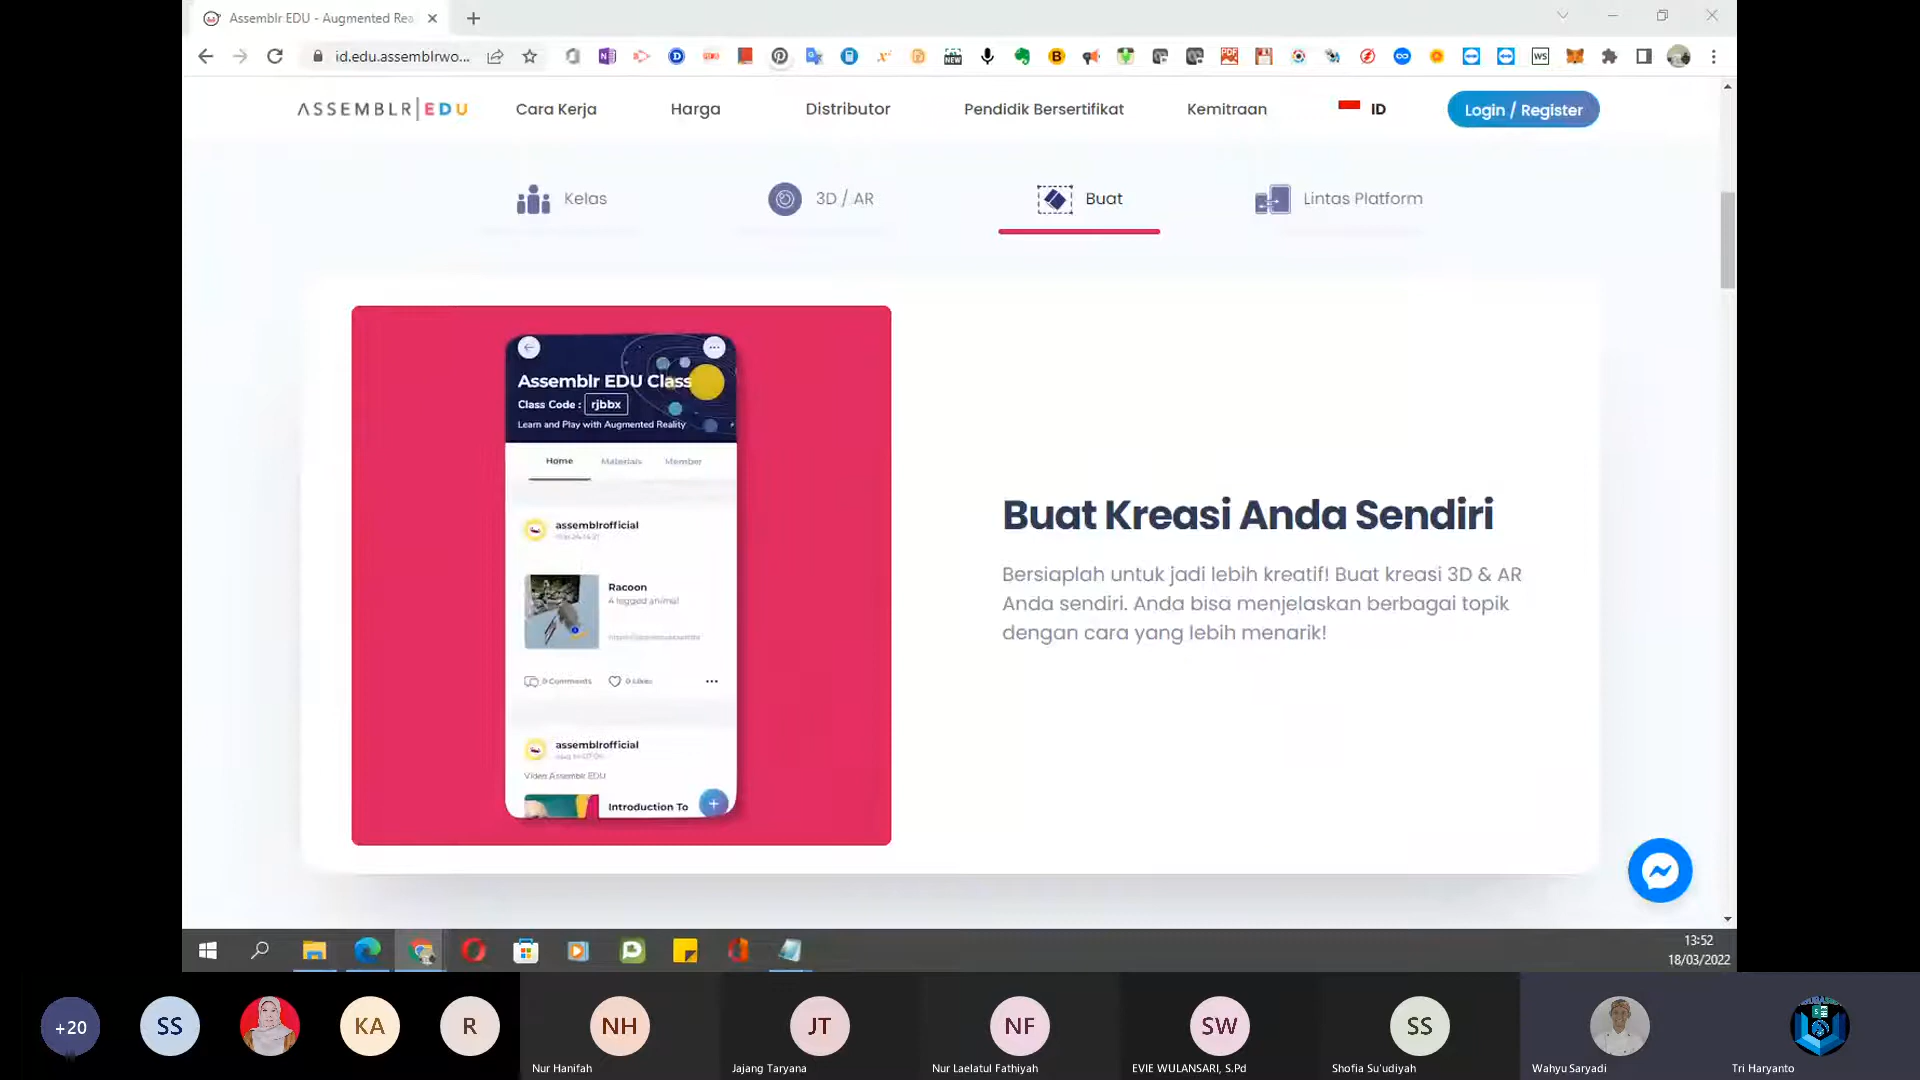 Assemblr EDU - Augmented Rea
id.edu.assemblrwo...
ASSEMBLR EDU
Cara Kerja
Harga
Distributor
Pendidik Bersertifikat
Kemitraan
ID
Login / Register
Kelas
3D / AR
Buat
Lintas Platform
Assemblr EDU Class
Class Code : rjbbx
Learn and Play with Augmented Reality
Home
Materials
Member
assemblrofficial
Racoon
4 legged animal
0 Comments
0 Likes
assemblrofficial
Video Assemblr EDU
Introduction To
Buat Kreasi Anda Sendiri
Bersiaplah untuk jadi lebih kreatif! Buat kreasi 3D & AR
Anda sendiri. Anda bisa menjelaskan berbagai topik
dengan cara yang lebih menarik!
13:52
18/03/2022
+20
SS
KA
R
NH
JT
NF
SW
SS
Nur Hanifah
Jajang Taryana
Nur Laelatul Fathiyah
EVIE WULANSARI, S.Pd
Shofia Su'udiyah
Wahyu Saryadi
Tri Haryanto